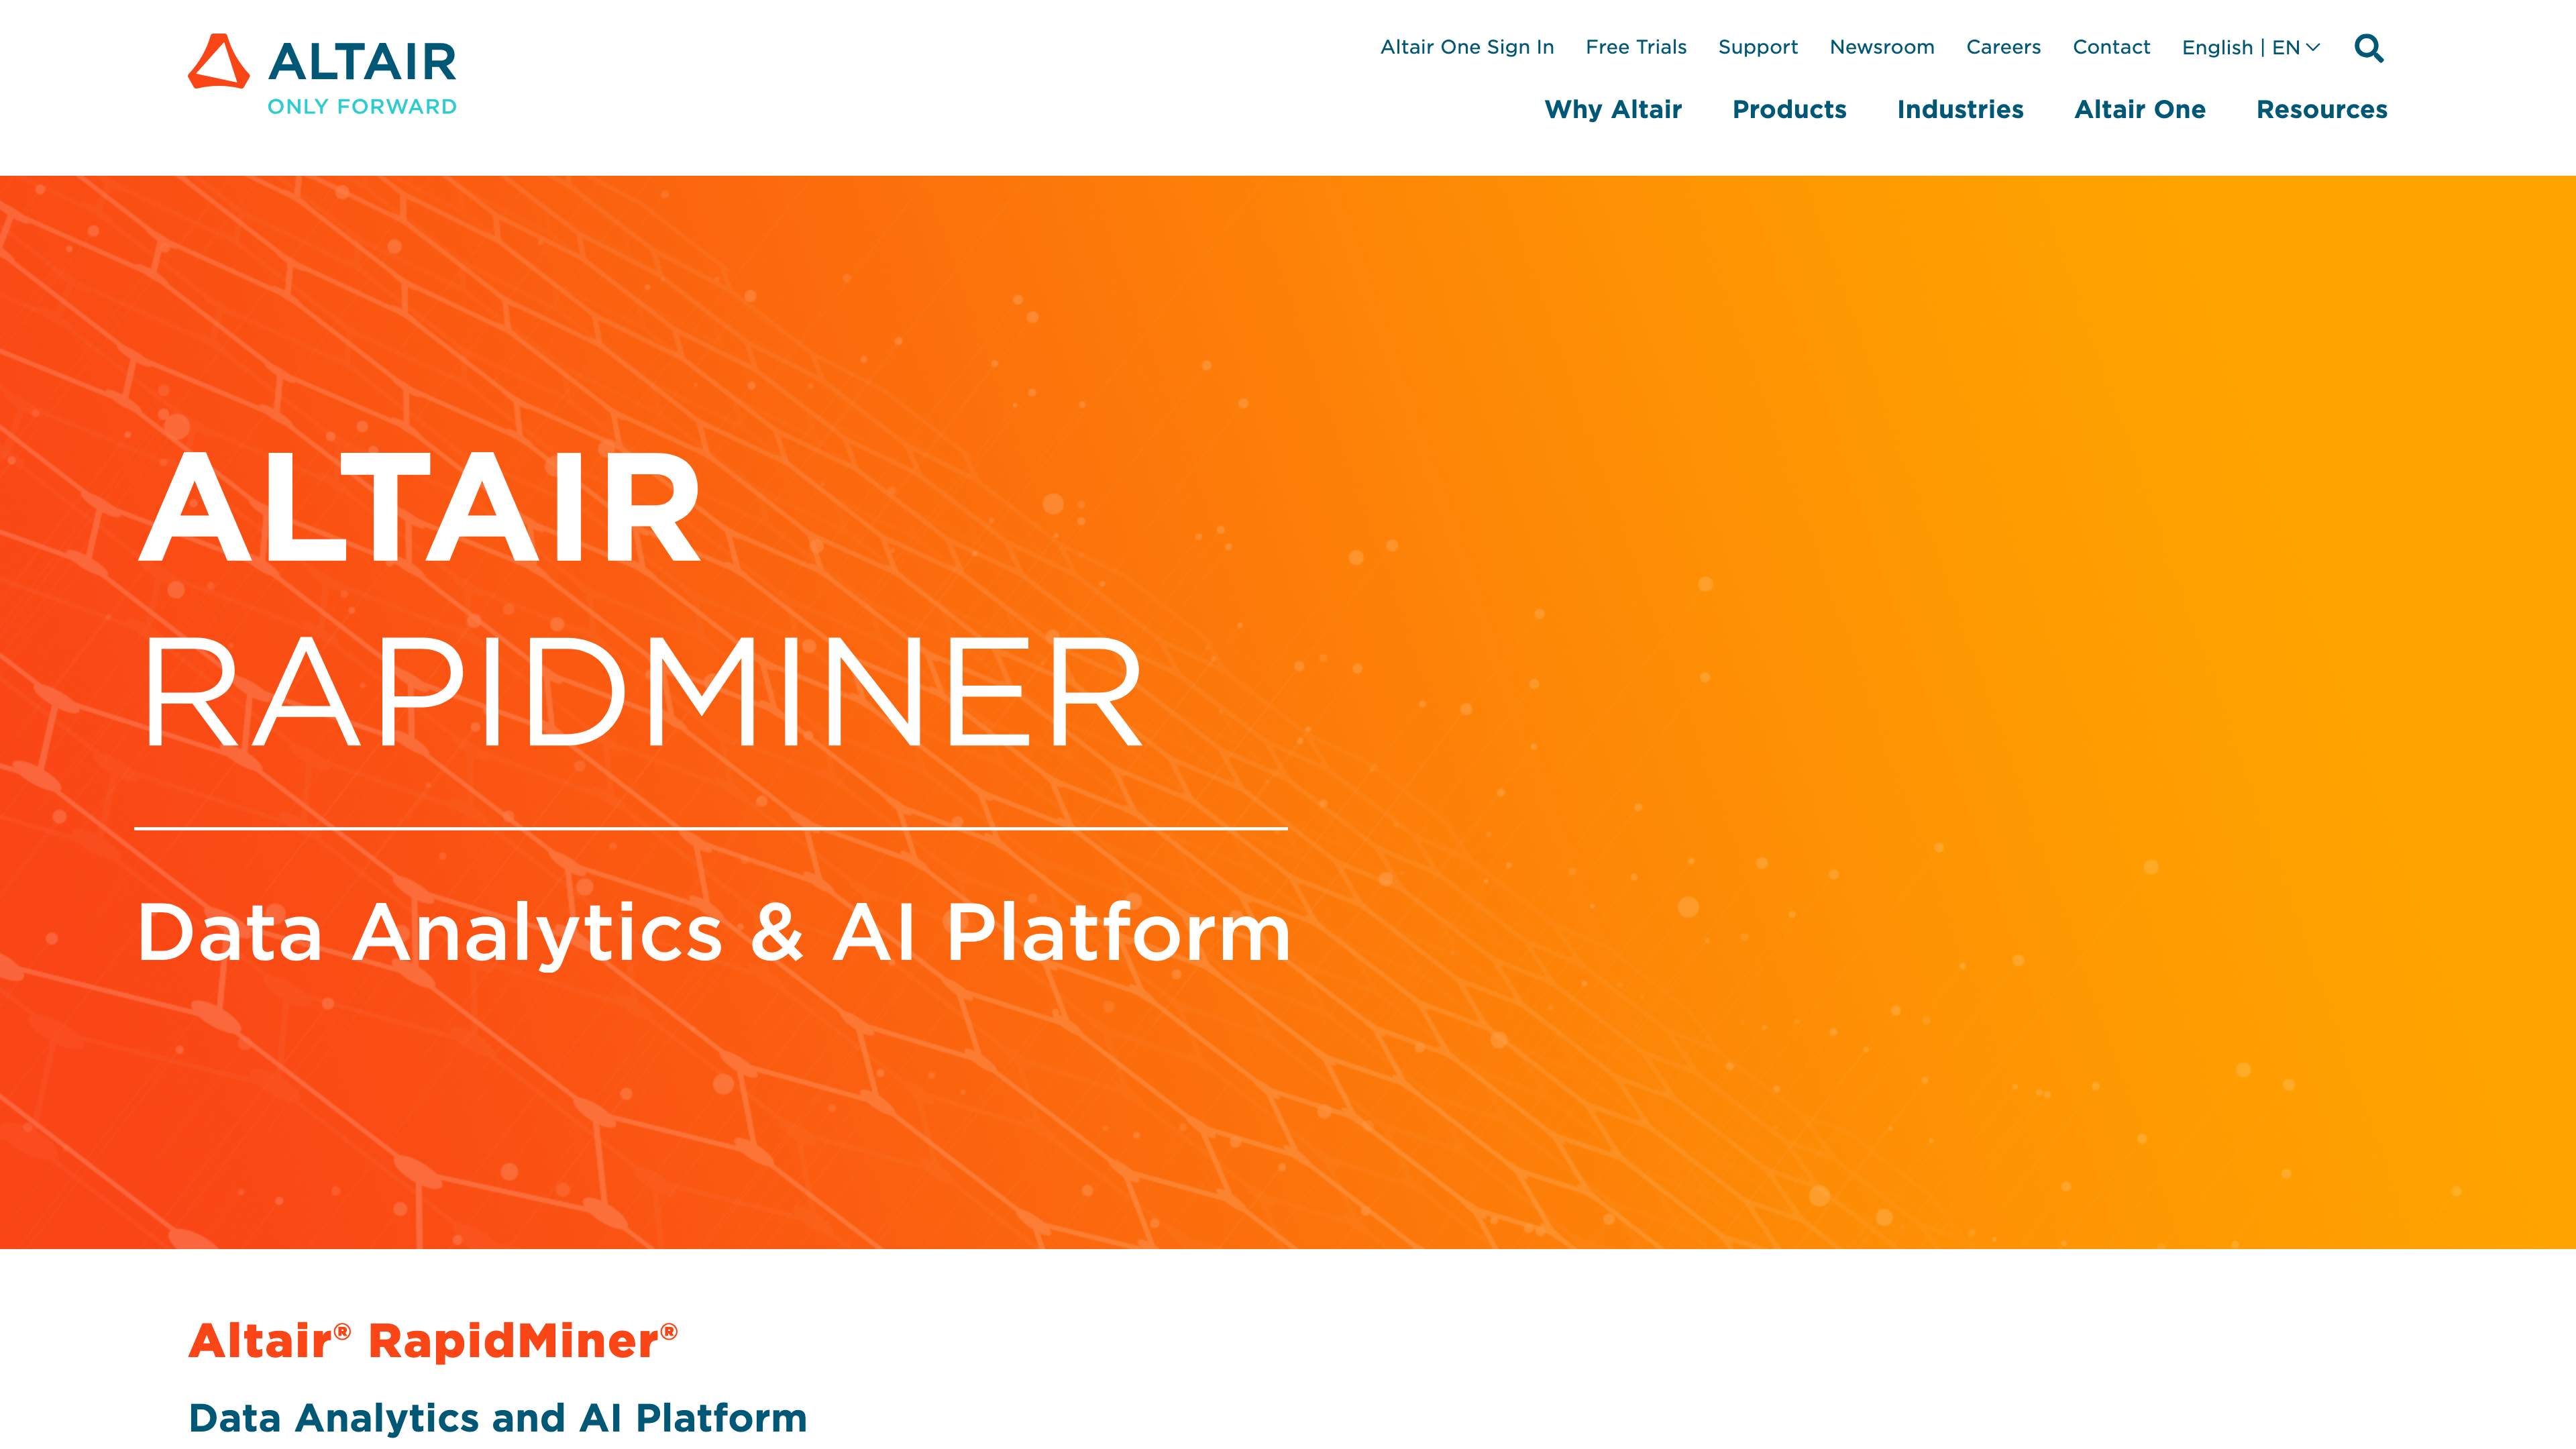 ALTAIR
ONLY FORWARD
Altair One Sign In Free Trials Support Newsroom Careers Contact English | EN
Why Altair Products Industries Altair One Resources
ALTAIR
RAPIDMINER
Data Analytics & AI Platform
Altair® RapidMiner®
Data Analytics and AI Platform